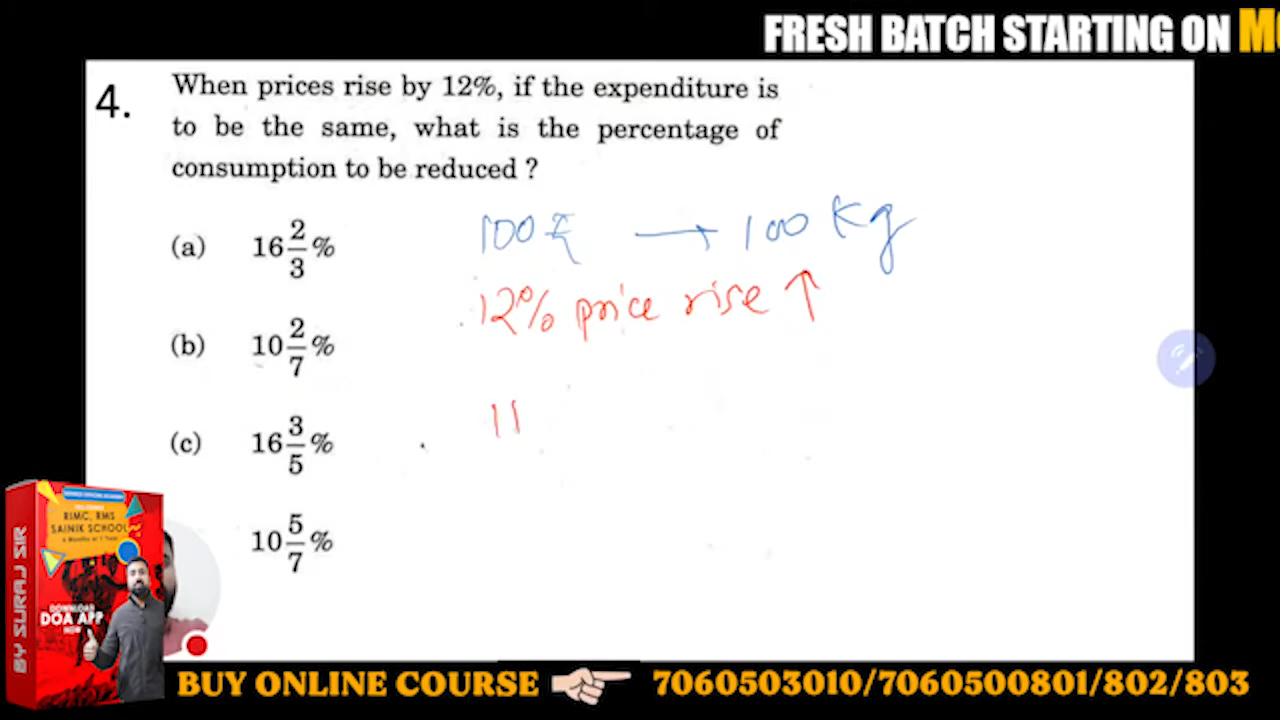 FRESH BATCH STARTING ON
4.
When prices rise by 12%, if the expenditure is
to be the same, what is the percentage of
consumption to be reduced ?
(a) 16 2/3 %
100 ₹ → 100 Kg
12% price rise ↑
(b) 10 2/7 %
11
(c) 16 3/5 %
10 5/7 %
RIMC, RMS
SAINIK SCHOOL
BY SURAJ SIR
DOWNLOAD
DOA APP
NOW
BUY ONLINE COURSE 7060503010/7060500801/802/803